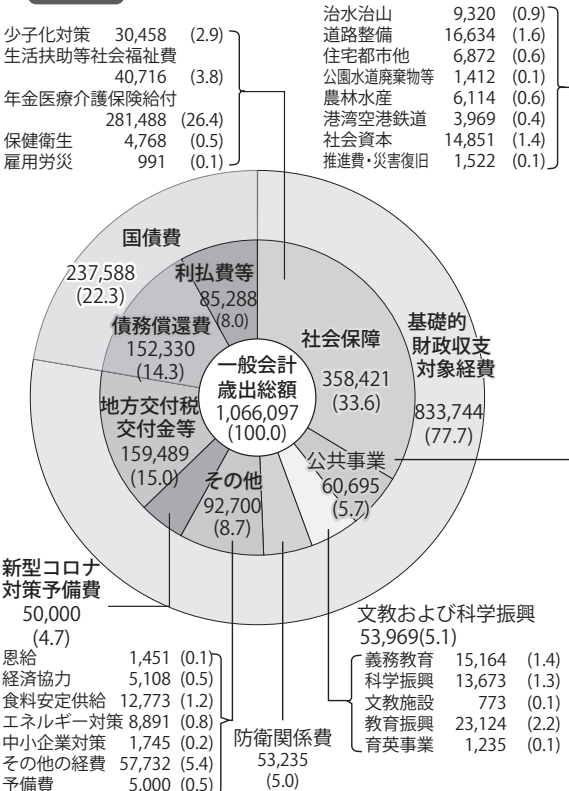 少子化対策 30,458 (2.9)
生活扶助等社会福祉費
40,716 (3.8)
年金医療介護保険給付
281,488 (26.4)
保健衛生 4,768 (0.5)
雇用労災 991 (0.1)
治水治山 9,320 (0.9)
道路整備 16,634 (1.6)
住宅都市他 6,872 (0.6)
公園水道廃棄物等 1,412 (0.1)
農林水産 6,114 (0.6)
港湾空港鉄道 3,969 (0.4)
社会資本 14,851 (1.4)
推進費・災害復旧 1,522 (0.1)
国債費
237,588
(22.3)
利払費等
85,288
(8.0)
債務償還費
152,330
(14.3)
地方交付税
交付金等
159,489
(15.0)
一般会計
歳出総額
1,066,097
(100.0)
社会保障
358,421
(33.6)
基礎的
財政収支
対象経費
833,744
(77.7)
公共事業
60,695
(5.7)
その他
92,700
(8.7)
新型コロナ
対策予備費
50,000
(4.7)
文教および科学振興
53,969(5.1)
義務教育 15,164 (1.4)
科学振興 13,673 (1.3)
文教施設 773 (0.1)
教育振興 23,124 (2.2)
育英事業 1,235 (0.1)
防衛関係費
53,235
(5.0)
恩給 1,451 (0.1)
経済協力 5,108 (0.5)
食料安定供給 12,773 (1.2)
エネルギー対策 8,891 (0.8)
中小企業対策 1,745 (0.2)
その他の経費 57,732 (5.4)
予備費 5,000 (0.5)